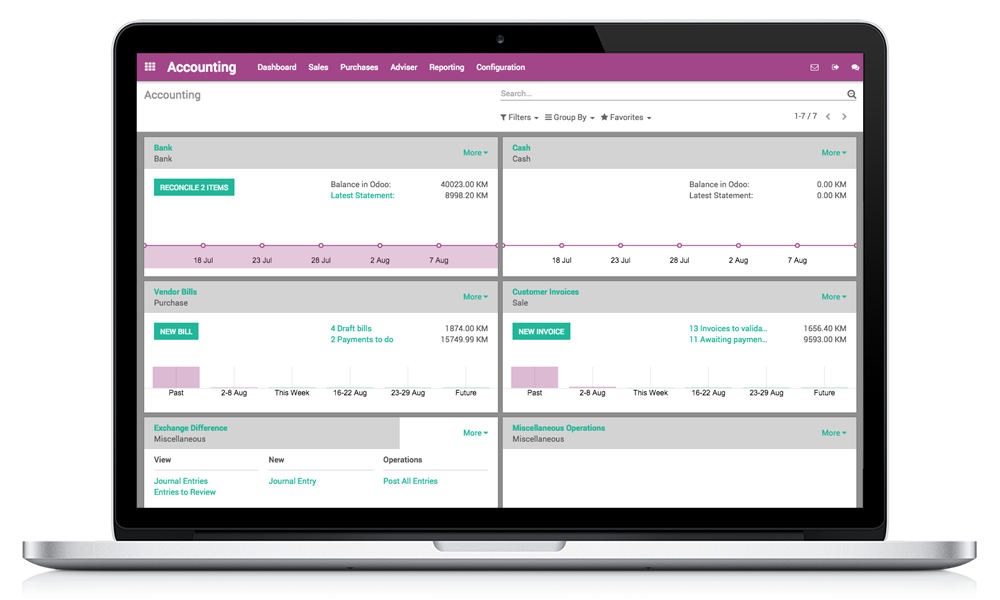 Accounting Dashboard Sales Purchases Adviser Reporting Configuration
Accounting
Search...
Filters Group By Favorites 1-7 / 7
Bank
Bank
More
RECONCILE 2 ITEMS
Balance in Odoo: 40023.00 KM
Latest Statement: 8998.20 KM
18 Jul 23 Jul 28 Jul 2 Aug 7 Aug
Cash
Cash
More
Balance in Odoo: 0.00 KM
Latest Statement: 0.00 KM
18 Jul 23 Jul 28 Jul 2 Aug 7 Aug
Vendor Bills
Purchase
More
NEW BILL
4 Draft bills 1874.00 KM
2 Payments to do 15749.99 KM
Past 2-8 Aug This Week 16-22 Aug 23-29 Aug Future
Customer Invoices
Sale
More
NEW INVOICE
13 Invoices to valida... 1656.40 KM
11 Awaiting paymen... 9593.00 KM
Past 2-8 Aug This Week 16-22 Aug 23-29 Aug Future
Exchange Difference
Miscellaneous
More
View New Operations
Journal Entries Journal Entry Post All Entries
Entries to Review
Miscellaneous Operations
Miscellaneous
More